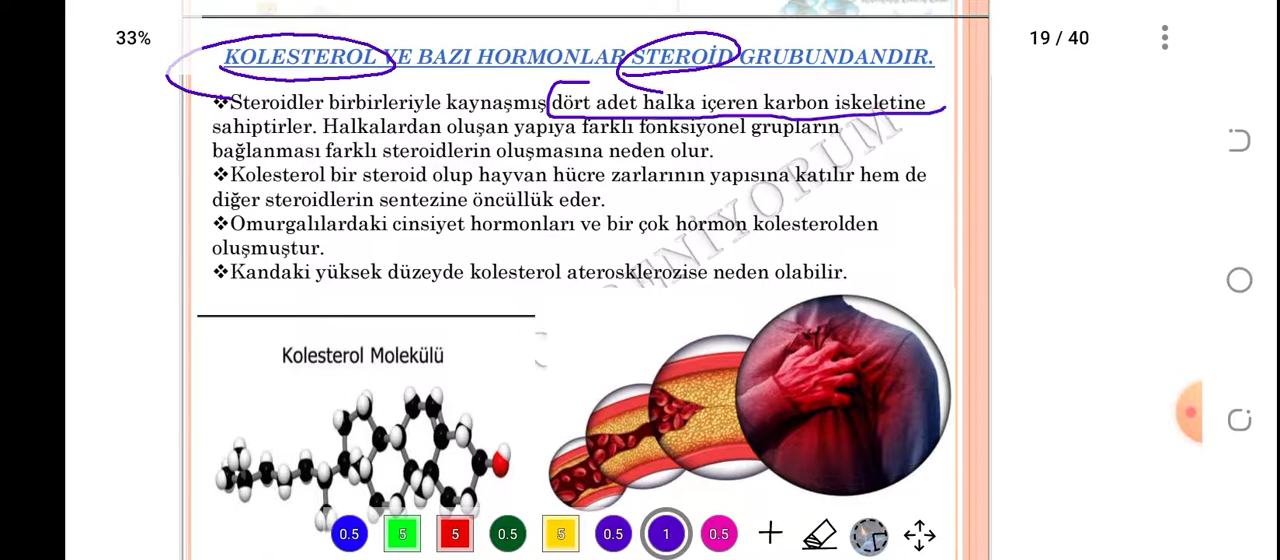 33%
19 / 40
KOLESTEROL VE BAZI HORMONLAR STEROİD GRUBUNDANDIR.
❖Steroidler birbirleriyle kaynaşmış dört adet halka içeren karbon iskeletine
sahiptirler. Halkalardan oluşan yapıya farklı fonksiyonel grupların
bağlanması farklı steroidlerin oluşmasına neden olur.
❖Kolesterol bir steroid olup hayvan hücre zarlarının yapısına katılır hem de
diğer steroidlerin sentezine öncüllük eder.
❖Omurgalılardaki cinsiyet hormonları ve bir çok hormon kolesterolden
oluşmuştur.
❖Kandaki yüksek düzeyde kolesterol aterosklerozise neden olabilir.
Kolesterol Molekülü
0.5 5 5 0.5 5 0.5 1 0.5